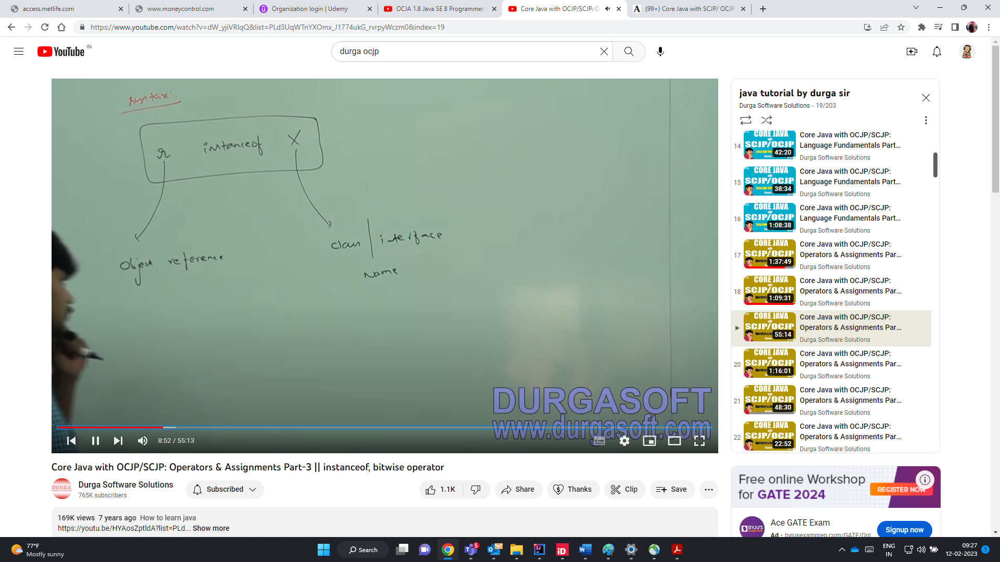 access.metlife.com
www.moneycontrol.com
Organization login | Udemy
OCJA 1.8 Java SE 8 Programmer
Core Java with OCJP/SCJP: O
(99+) Core Java with SCJP/ OCJP
https://www.youtube.com/watch?v=dW_yjiVRlqQ&list=PLd3UqWTnYXOmx_J1774ukG_rvrpyWczm0&index=19
YouTube IN
durga ocjp
Syntax:
r instanceof X
Object reference
class | interface
Name
DURGASOFT
www.durgasoft.com
8:52 / 55:13
Core Java with OCJP/SCJP: Operators & Assignments Part-3 || instanceof, bitwise operator
DURGA
Durga Software Solutions
765K subscribers
Subscribed
1.1K
Share
Thanks
Clip
Save
169K views 7 years ago How to learn java
https://youtu.be/HYAosZptldA?list=PLd... Show more
java tutorial by durga sir
Durga Software Solutions - 19/203
14
CORE JAVA
with
SCJP/OCJP
42:20
Core Java with OCJP/SCJP:
Language Fundamentals Part...
Durga Software Solutions
15
CORE JAVA
with
SCJP/OCJP
38:34
Core Java with OCJP/SCJP:
Language Fundamentals Part...
Durga Software Solutions
16
CORE JAVA
with
SCJP/OCJP
1:08:38
Core Java with OCJP/SCJP:
Language Fundamentals Part...
Durga Software Solutions
17
CORE JAVA
with
SCJP/OCJP
1:37:49
Core Java with OCJP/SCJP:
Operators & Assignments Par...
Durga Software Solutions
18
CORE JAVA
with
SCJP/OCJP
1:09:31
Core Java with OCJP/SCJP:
Operators & Assignments Par...
Durga Software Solutions
CORE JAVA
with
SCJP/OCJP
55:14
Core Java with OCJP/SCJP:
Operators & Assignments Par...
Durga Software Solutions
20
CORE JAVA
with
SCJP/OCJP
1:16:01
Core Java with OCJP/SCJP:
Operators & Assignments Par...
Durga Software Solutions
21
CORE JAVA
with
SCJP/OCJP
48:30
Core Java with OCJP/SCJP:
Operators & Assignments Par...
Durga Software Solutions
22
CORE JAVA
with
SCJP/OCJP
22:52
Core Java with OCJP/SCJP:
Operators & Assignments Par...
Durga Software Solutions
Free online Workshop
for GATE 2024
REGISTER NOW
BYJU'S
EXAM PREP
Ace GATE Exam
Ad · byjusexamprep.com/GATE/Onl
Signup now
77°F
Mostly sunny
Search
5
ENG
IN
09:27
12-02-2023
1